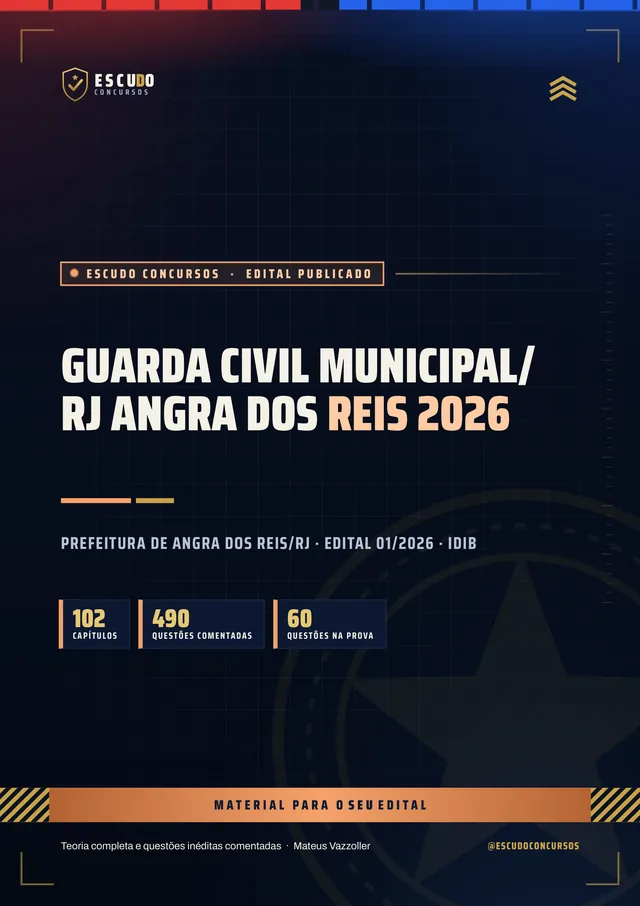 ESCUDO
CONCURSOS
ESCUDO CONCURSOS · EDITAL PUBLICADO
GUARDA CIVIL MUNICIPAL/
RJ ANGRA DOS REIS 2026
PREFEITURA DE ANGRA DOS REIS/RJ · EDITAL 01/2026 · IDIB
102
CAPÍTULOS
490
QUESTÕES COMENTADAS
60
QUESTÕES NA PROVA
MATERIAL PARA O SEU EDITAL
Teoria completa e questões inéditas comentadas · Mateus Vazzoller
@ESCUDOCONCURSOS